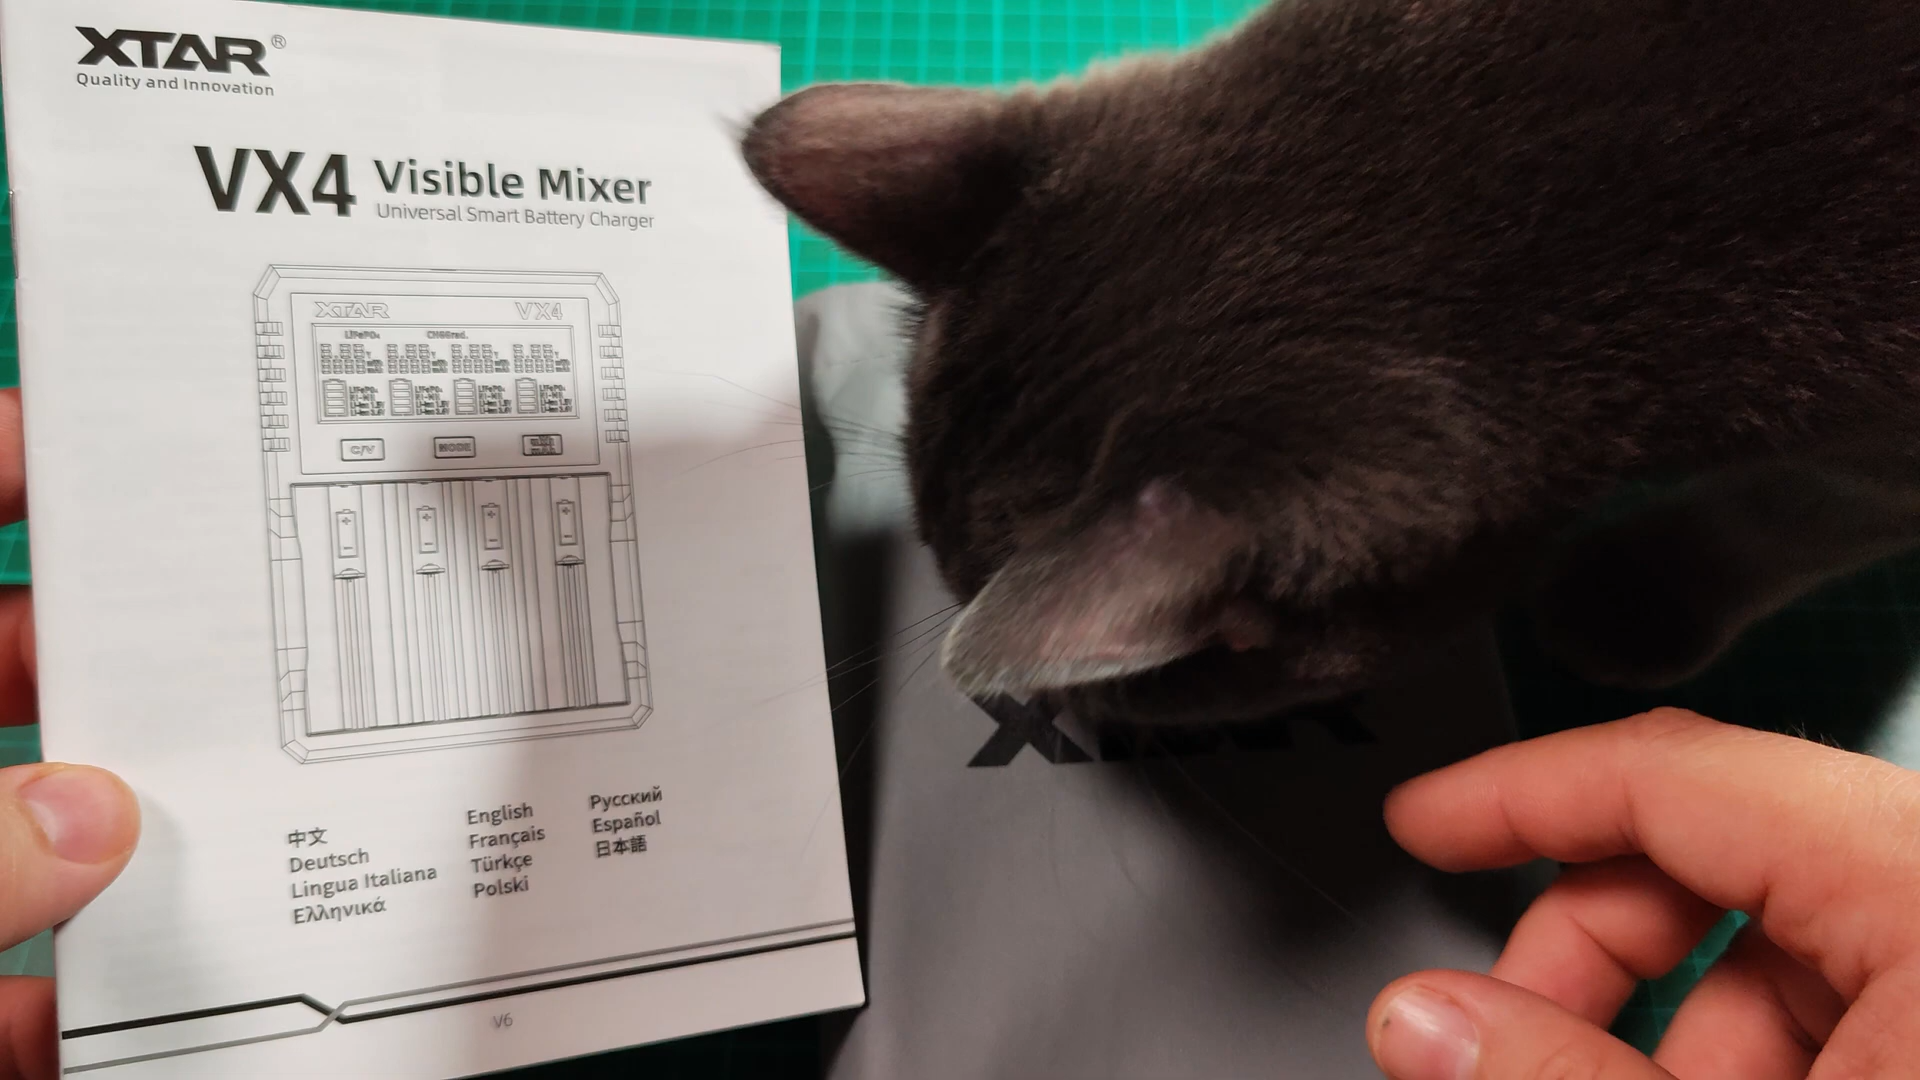 XTAR®
Quality and Innovation
VX4 Visible Mixer
Universal Smart Battery Charger
XTAR VX4
LiFePO₄
C/V MODE
中文
Deutsch
Lingua Italiana
Ελληνικά
English
Français
Türkçe
Polski
Русский
Español
日本語
V6